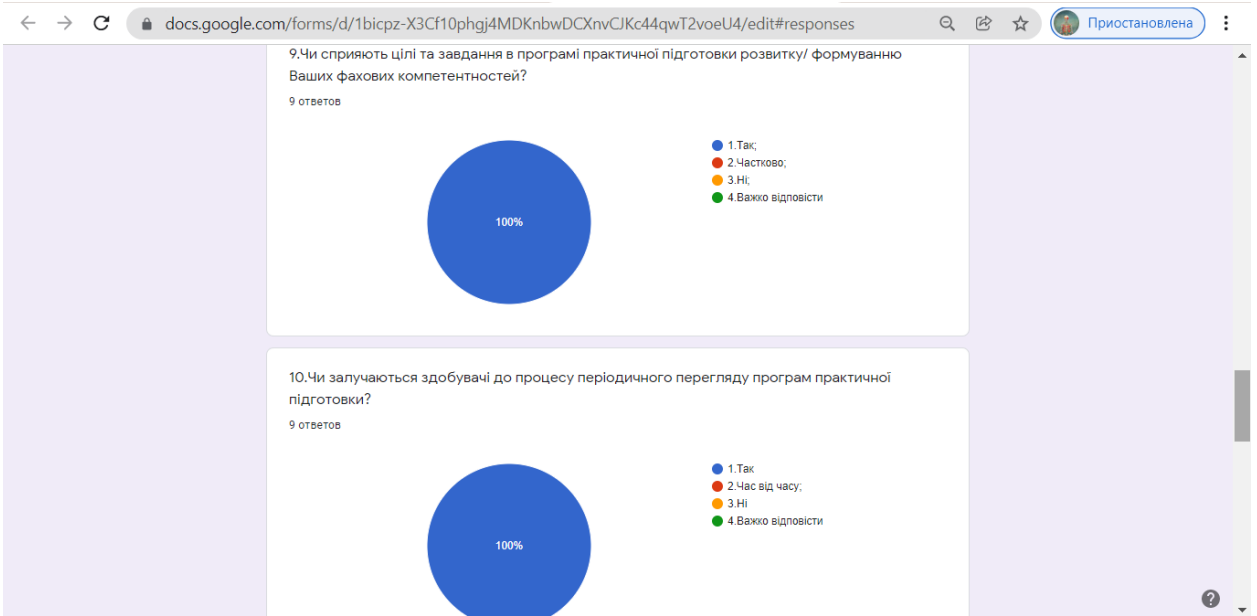 docs.google.com/forms/d/1bicpz-X3Cf10phgj4MDKnbwDCXnvCJKc44qwT2voeU4/edit#responses
Приостановлена
9.Чи сприяють цілі та завдання в програмі практичної підготовки розвитку/ формуванню
Ваших фахових компетентностей?
9 ответов
100%
1.Так;
2.Частково;
3.Ні;
4.Важко відповісти
10.Чи залучаються здобувачі до процесу періодичного перегляду програм практичної
підготовки?
9 ответов
100%
1.Так
2.Час від часу;
3.Ні
4.Важко відповісти